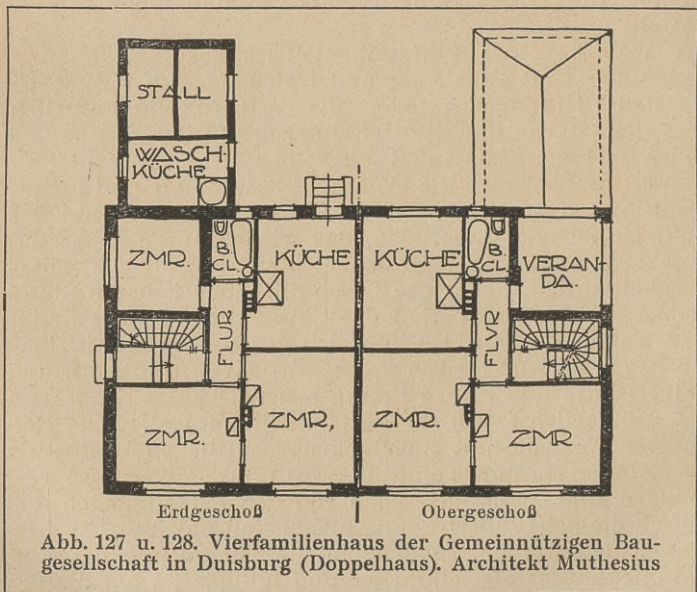 STALL
WASCH-
KÜCHE
ZMR.
B.
CL.
KÜCHE
KÜCHE
B.
CL.
VERAN-
DA.
FLUR
FLVR
ZMR.
ZMR,
ZMR.
ZMR
Erdgeschoß
Obergeschoß
Abb. 127 u. 128. Vierfamilienhaus der Gemeinnützigen Bau-
gesellschaft in Duisburg (Doppelhaus). Architekt Muthesius